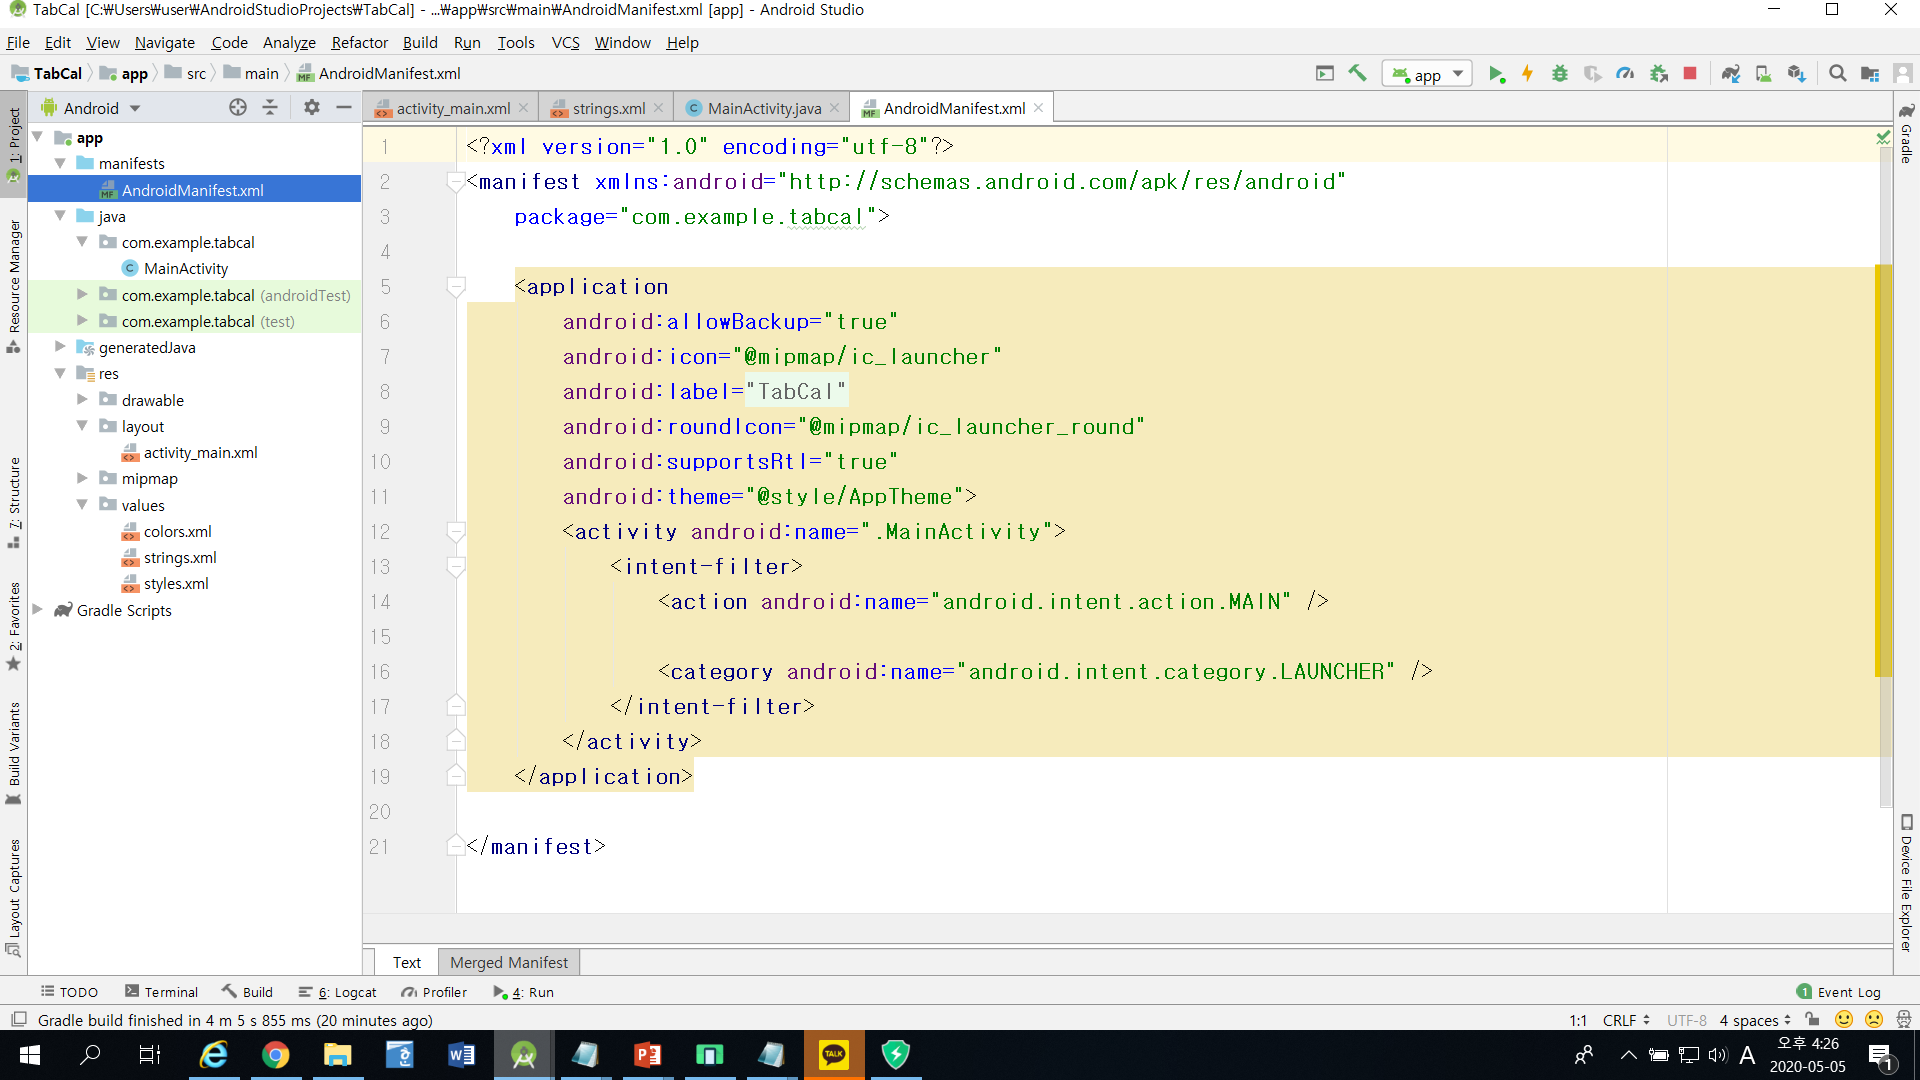 TabCal [C:₩Users₩user₩AndroidStudioProjects₩TabCal] - ...₩app₩src₩main₩AndroidManifest.xml [app] - Android Studio
File Edit View Navigate Code Analyze Refactor Build Run Tools VCS Window Help
TabCal app src main AndroidManifest.xml
app
Android
activity_main.xml strings.xml MainActivity.java AndroidManifest.xml
1: Project
Resource Manager
7: Structure
2: Favorites
Build Variants
Layout Captures
app
manifests
AndroidManifest.xml
java
com.example.tabcal
MainActivity
com.example.tabcal (androidTest)
com.example.tabcal (test)
generatedJava
res
drawable
layout
activity_main.xml
mipmap
values
colors.xml
strings.xml
styles.xml
Gradle Scripts
1 <?xml version="1.0" encoding="utf-8"?>
2 <manifest xmlns:android="http://schemas.android.com/apk/res/android"
3 package="com.example.tabcal">
4
5 <application
6 android:allowBackup="true"
7 android:icon="@mipmap/ic_launcher"
8 android:label="TabCal"
9 android:roundIcon="@mipmap/ic_launcher_round"
10 android:supportsRtl="true"
11 android:theme="@style/AppTheme">
12 <activity android:name=".MainActivity">
13 <intent-filter>
14 <action android:name="android.intent.action.MAIN" />
15
16 <category android:name="android.intent.category.LAUNCHER" />
17 </intent-filter>
18 </activity>
19 </application>
20
21 </manifest>
Gradle
Device File Explorer
Text Merged Manifest
TODO Terminal Build 6: Logcat Profiler 4: Run
1 Event Log
Gradle build finished in 4 m 5 s 855 ms (20 minutes ago)
1:1 CRLF UTF-8 4 spaces
TALK
A
오후 4:26
2020-05-05
1